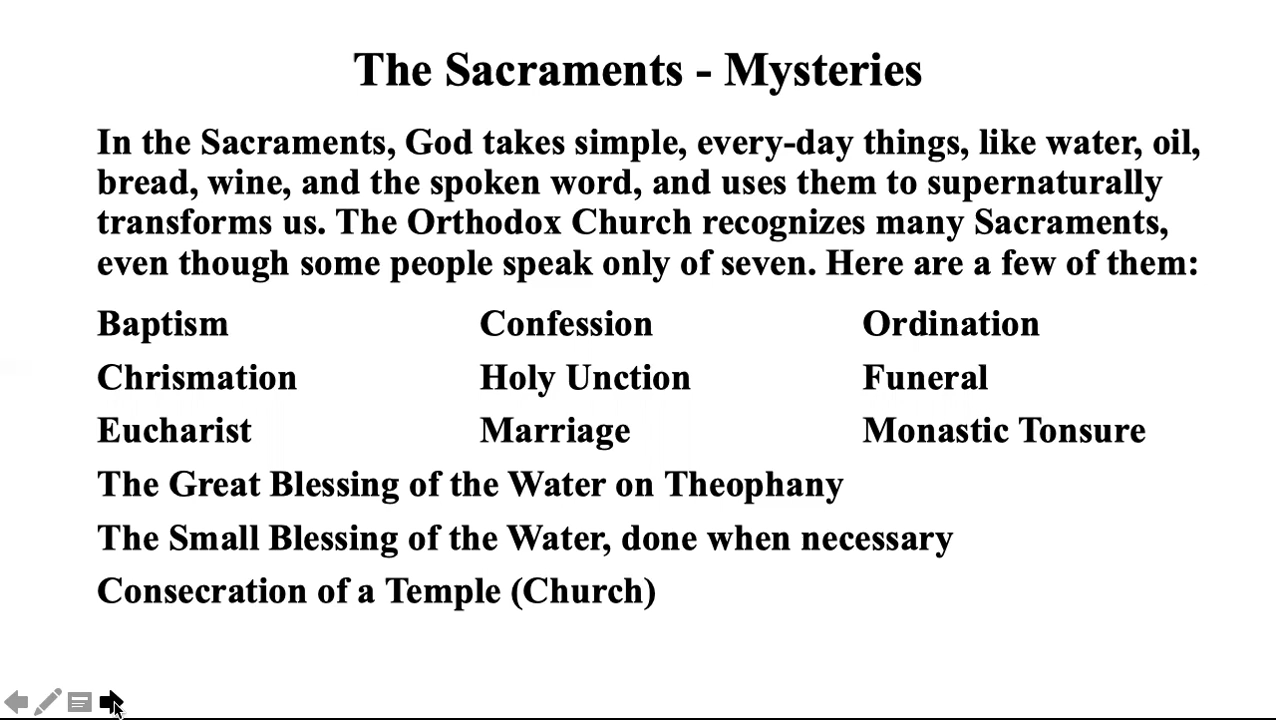 The Sacraments - Mysteries
In the Sacraments, God takes simple, every-day things, like water, oil,
bread, wine, and the spoken word, and uses them to supernaturally
transforms us. The Orthodox Church recognizes many Sacraments,
even though some people speak only of seven. Here are a few of them:
Baptism Confession Ordination
Chrismation Holy Unction Funeral
Eucharist Marriage Monastic Tonsure
The Great Blessing of the Water on Theophany
The Small Blessing of the Water, done when necessary
Consecration of a Temple (Church)